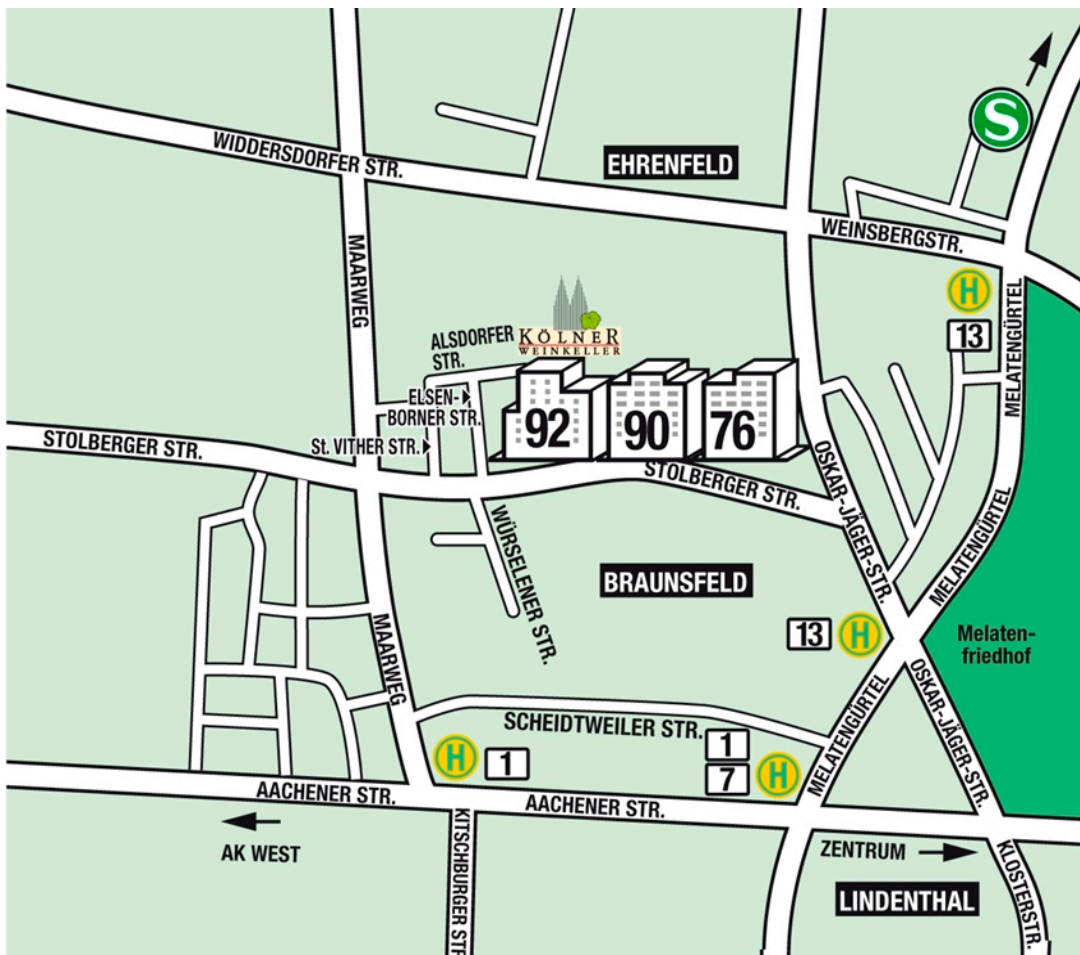 S
WIDDERSDORFER STR.
EHRENFELD
WEINSBERGSTR.
H
13
MAARWEG
MELATENGÜRTEL
ALSDORFER
STR.
KÖLNER
WEINKELLER
ELSEN-
BORNER STR.
St. VITHER STR.
92
90
76
STOLBERGER STR.
STOLBERGER STR.
OSKAR-JÄGER-STR.
MELATENGÜRTEL
WÜRSELENER STR.
BRAUNSFELD
13
H
Melaten-
friedhof
MAARWEG
OSKAR-JÄGER-STR.
MELATENGÜRTEL
SCHEIDTWEILER STR.
H
1
1
7
H
AACHENER STR.
AACHENER STR.
AK WEST
KITSCHBURGER STR
ZENTRUM
KLOSTERSTR.
LINDENTHAL